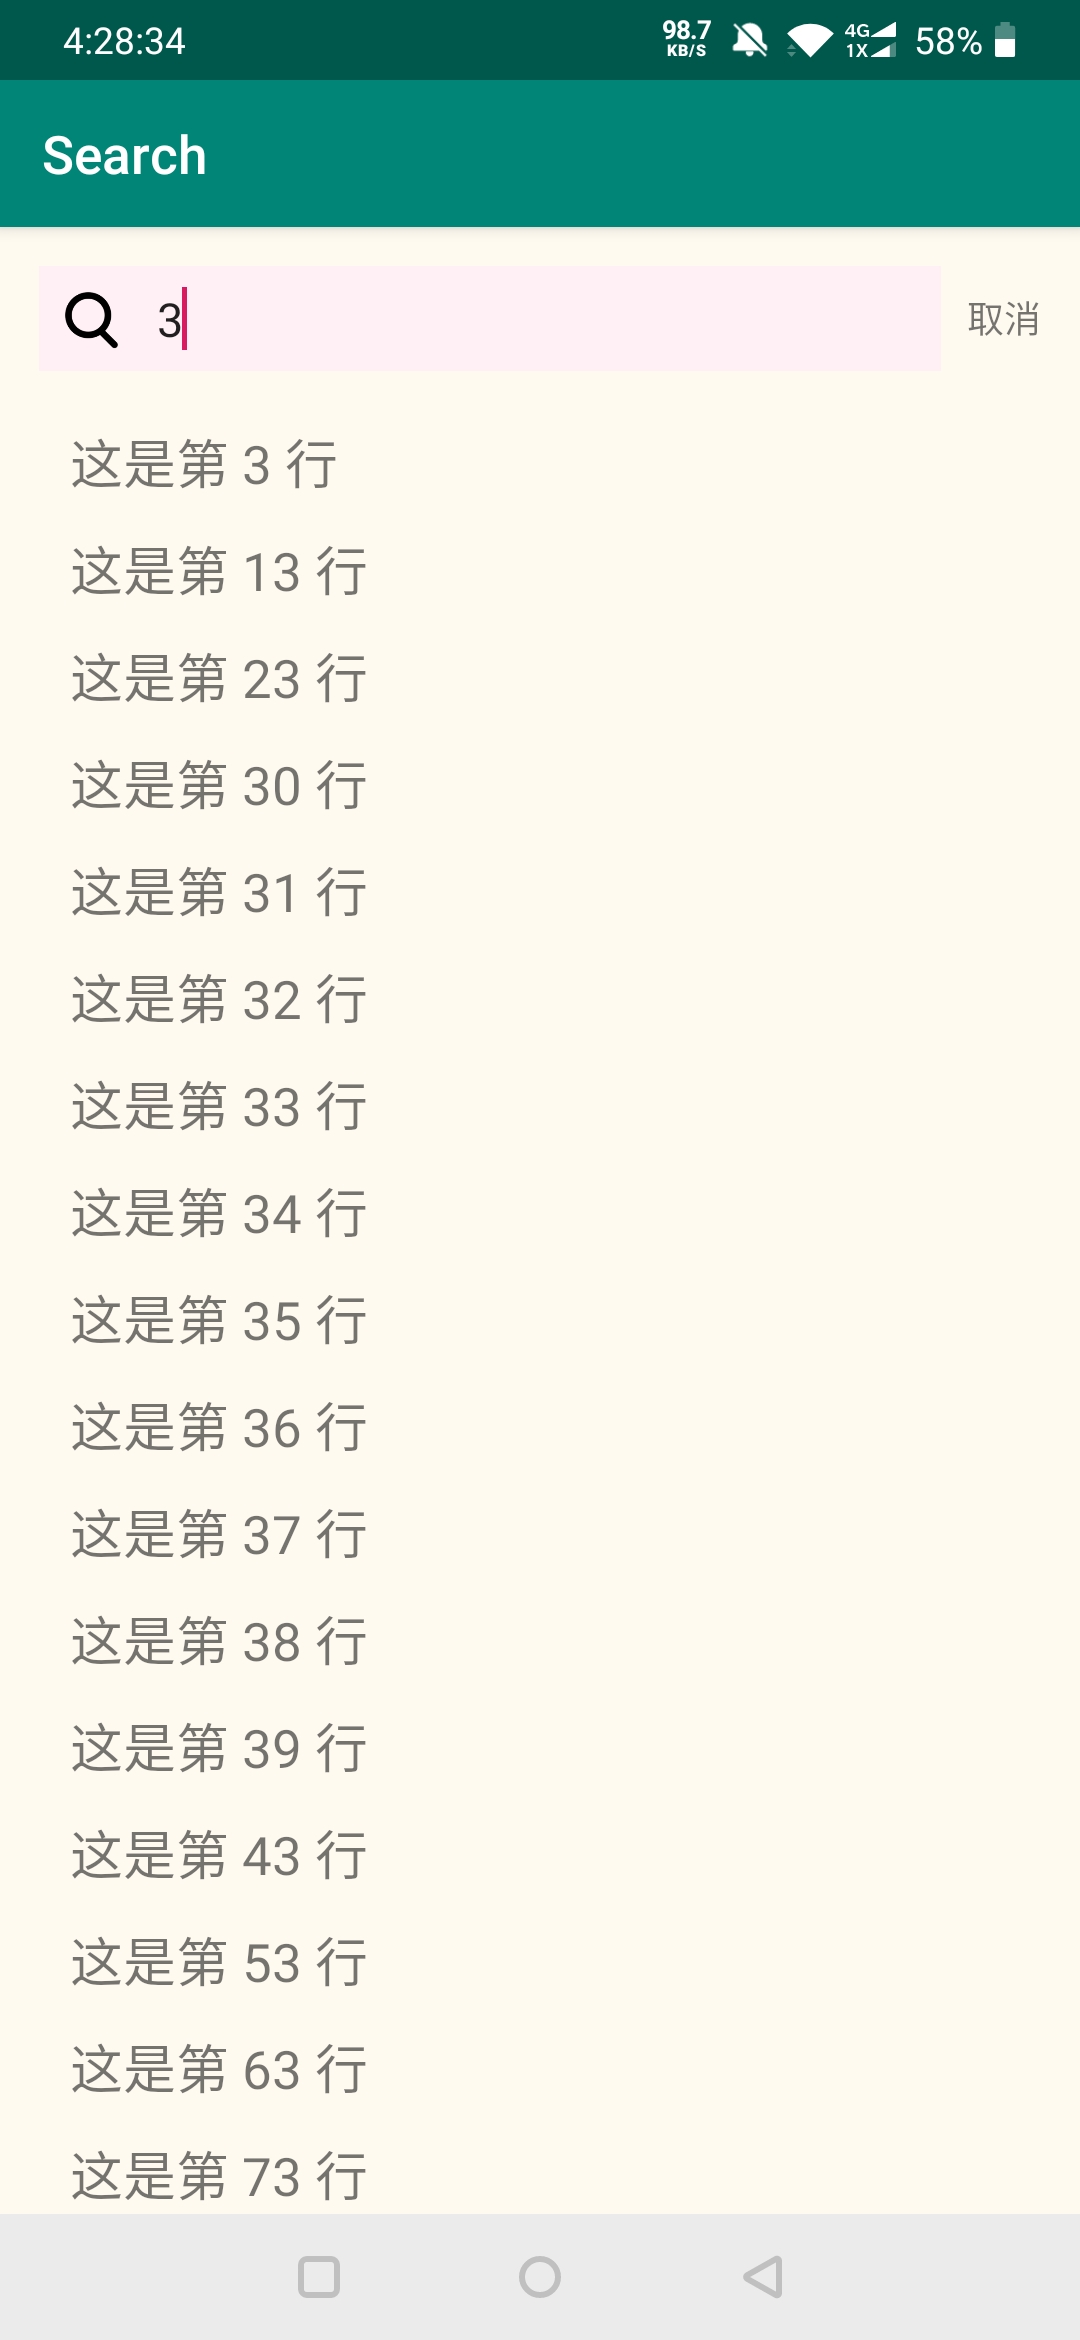 4:28:34 98.7 KB/S 4G 1X 58%
Search
3 取消
这是第 3 行
这是第 13 行
这是第 23 行
这是第 30 行
这是第 31 行
这是第 32 行
这是第 33 行
这是第 34 行
这是第 35 行
这是第 36 行
这是第 37 行
这是第 38 行
这是第 39 行
这是第 43 行
这是第 53 行
这是第 63 行
这是第 73 行